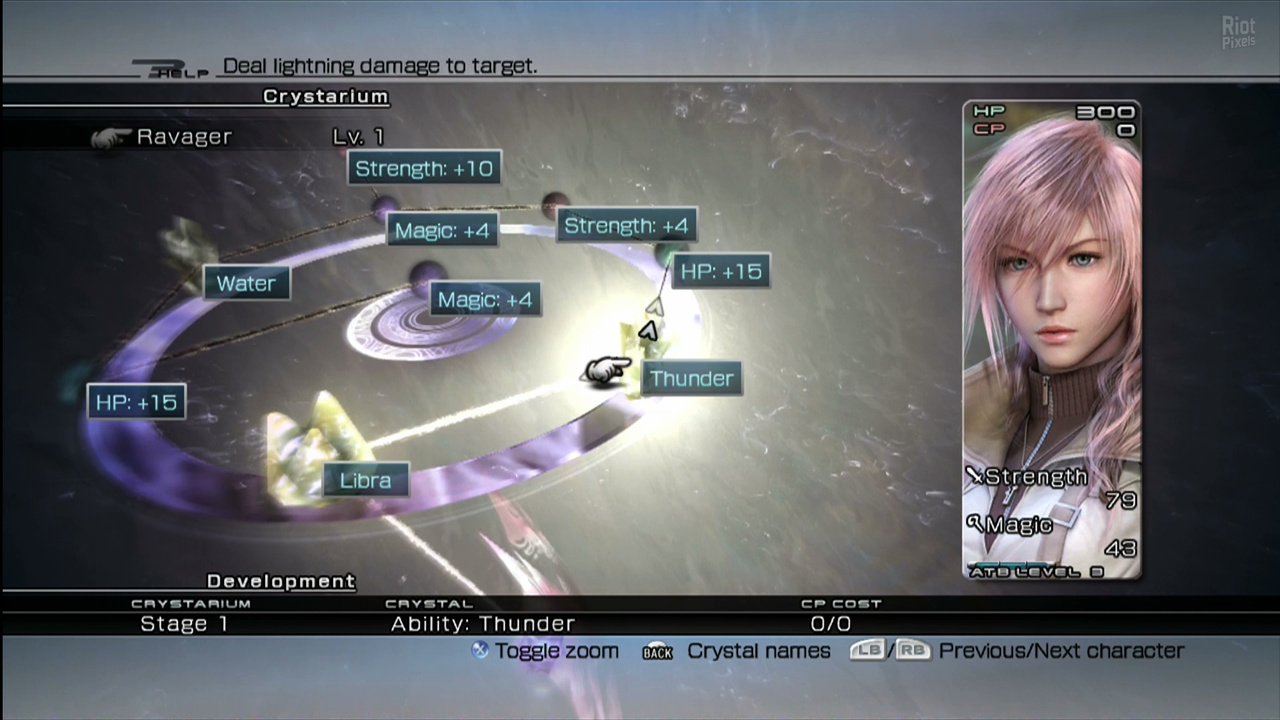 Riot
Pixels
HELP
Deal lightning damage to target.
Crystarium
Ravager Lv. 1
Strength: +10
Magic: +4
Strength: +4
HP: +15
Water
Magic: +4
Thunder
HP: +15
Libra
HP 300
CP 0
Strength
79
Magic
43
ATB LEVEL 3
Development
CRYSTARIUM CRYSTAL CP COST
Stage 1 Ability: Thunder 0/0
X Toggle zoom BACK Crystal names LB/RB Previous/Next character